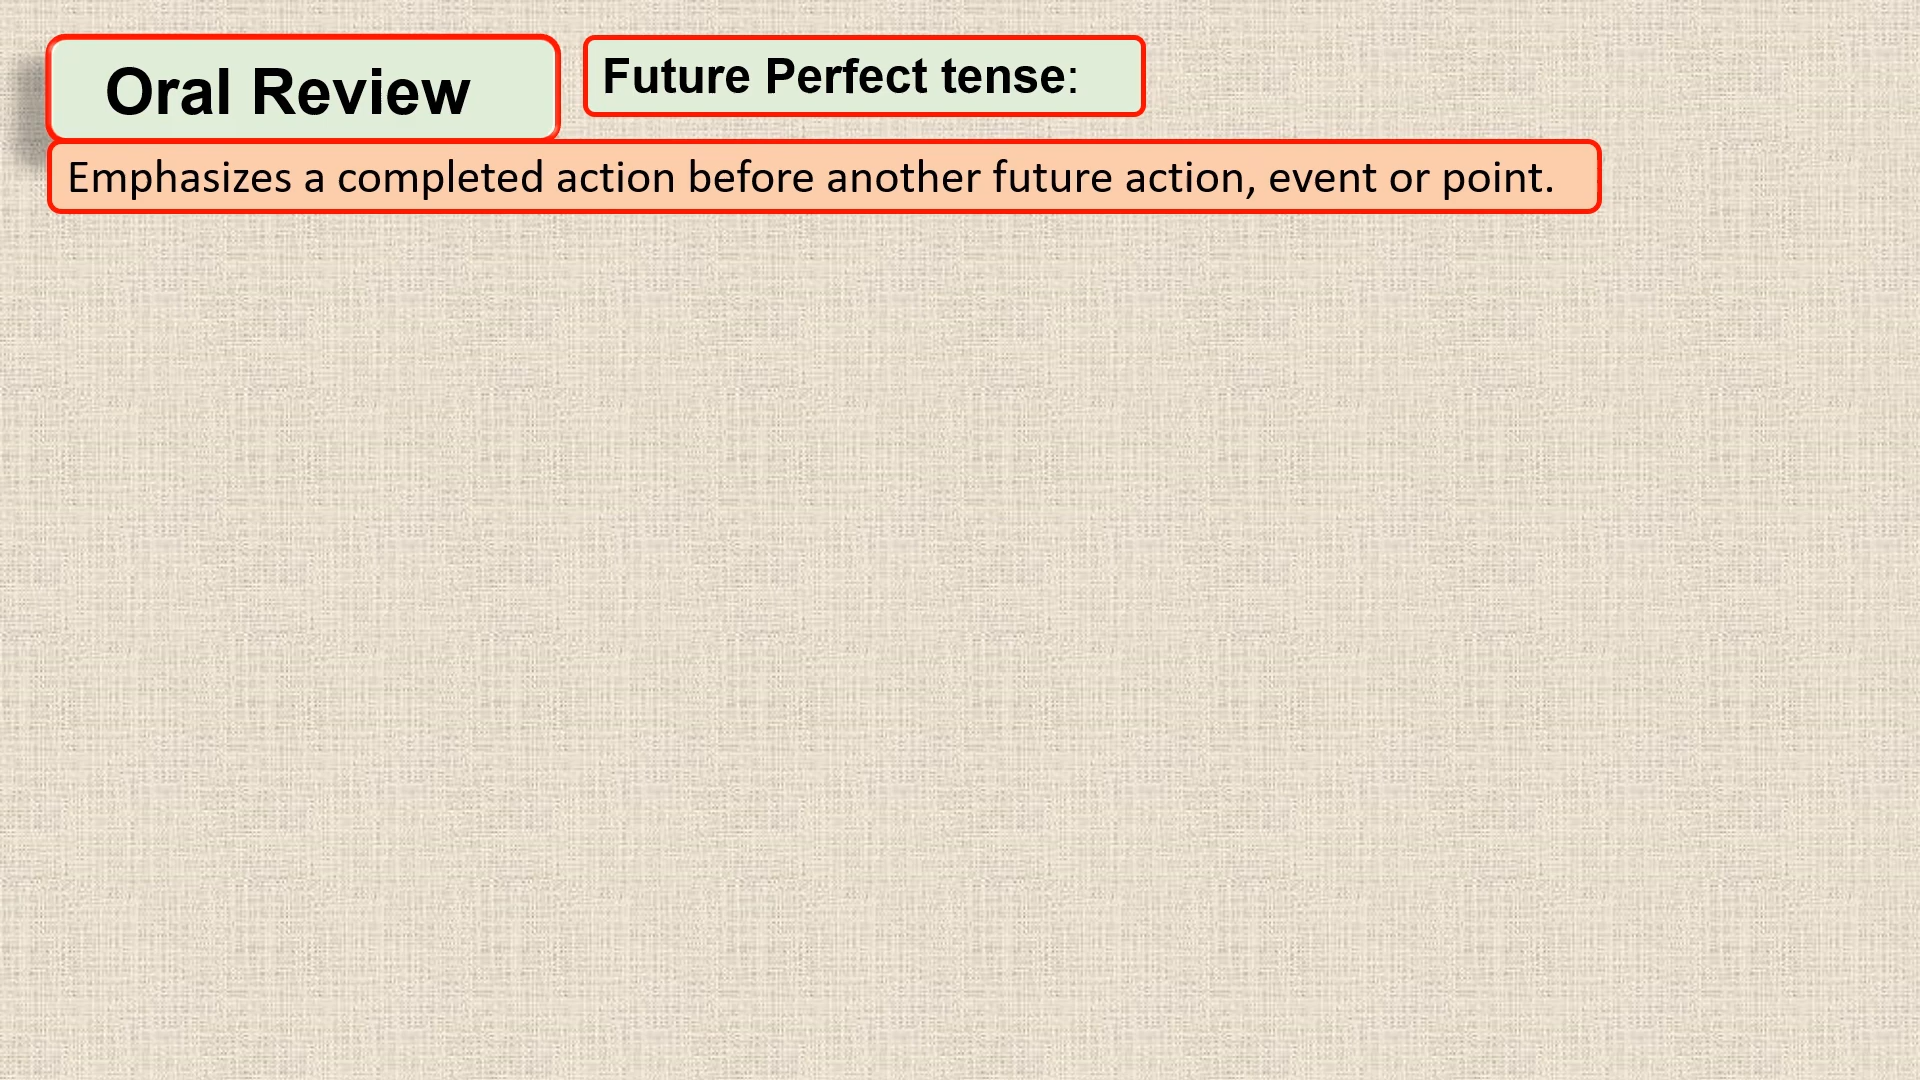 Oral Review
Future Perfect tense:
Emphasizes a completed action before another future action, event or point.